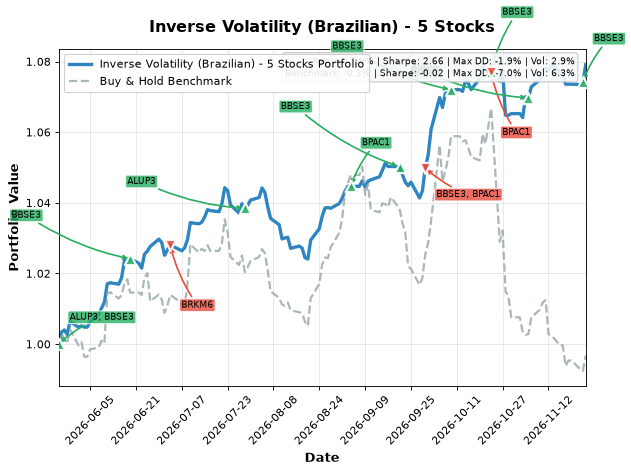 Inverse Volatility (Brazilian) - 5 Stocks
BBSE3
BBSE3
BBSE3
Inverse Volatility (Brazilian) - 5 Stocks Portfolio
Buy & Hold Benchmark
% | Sharpe: 2.66 | Max DD: -1.9% | Vol: 2.9%
| Sharpe: -0.02 | Max DD: -7.0% | Vol: 6.3%
BBSE3
BPAC1
BPAC1
ALUP3
BBSE3, BPAC1
BBSE3
BRKM6
ALUP3, BBSE3
1.08
1.06
1.04
1.02
1.00
Portfolio Value
2026-06-05
2026-06-21
2026-07-07
2026-07-23
2026-08-08
2026-08-24
2026-09-09
2026-09-25
2026-10-11
2026-10-27
2026-11-12
Date